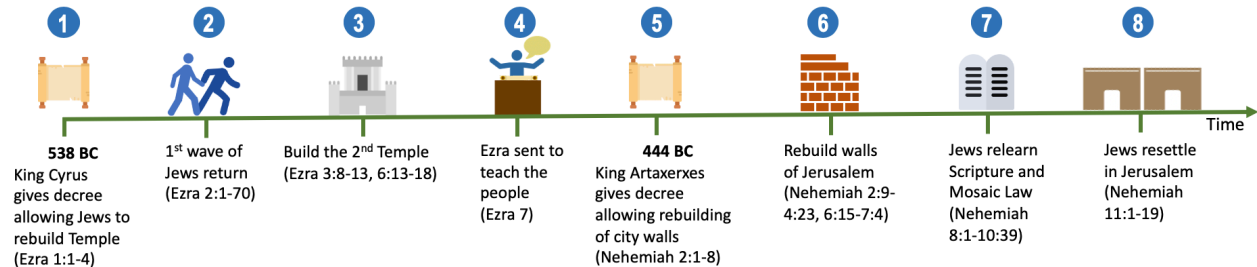 1
2
3
4
5
6
7
8
Time
538 BC
King Cyrus
gives decree
allowing Jews to
rebuild Temple
(Ezra 1:1-4)
1st wave of
Jews return
(Ezra 2:1-70)
Build the 2nd Temple
(Ezra 3:8-13, 6:13-18)
Ezra sent to
teach the
people
(Ezra 7)
444 BC
King Artaxerxes
gives decree
allowing rebuilding
of city walls
(Nehemiah 2:1-8)
Rebuild walls
of Jerusalem
(Nehemiah 2:9-
4:23, 6:15-7:4)
Jews relearn
Scripture and
Mosaic Law
(Nehemiah
8:1-10:39)
Jews resettle
in Jerusalem
(Nehemiah
11:1-19)